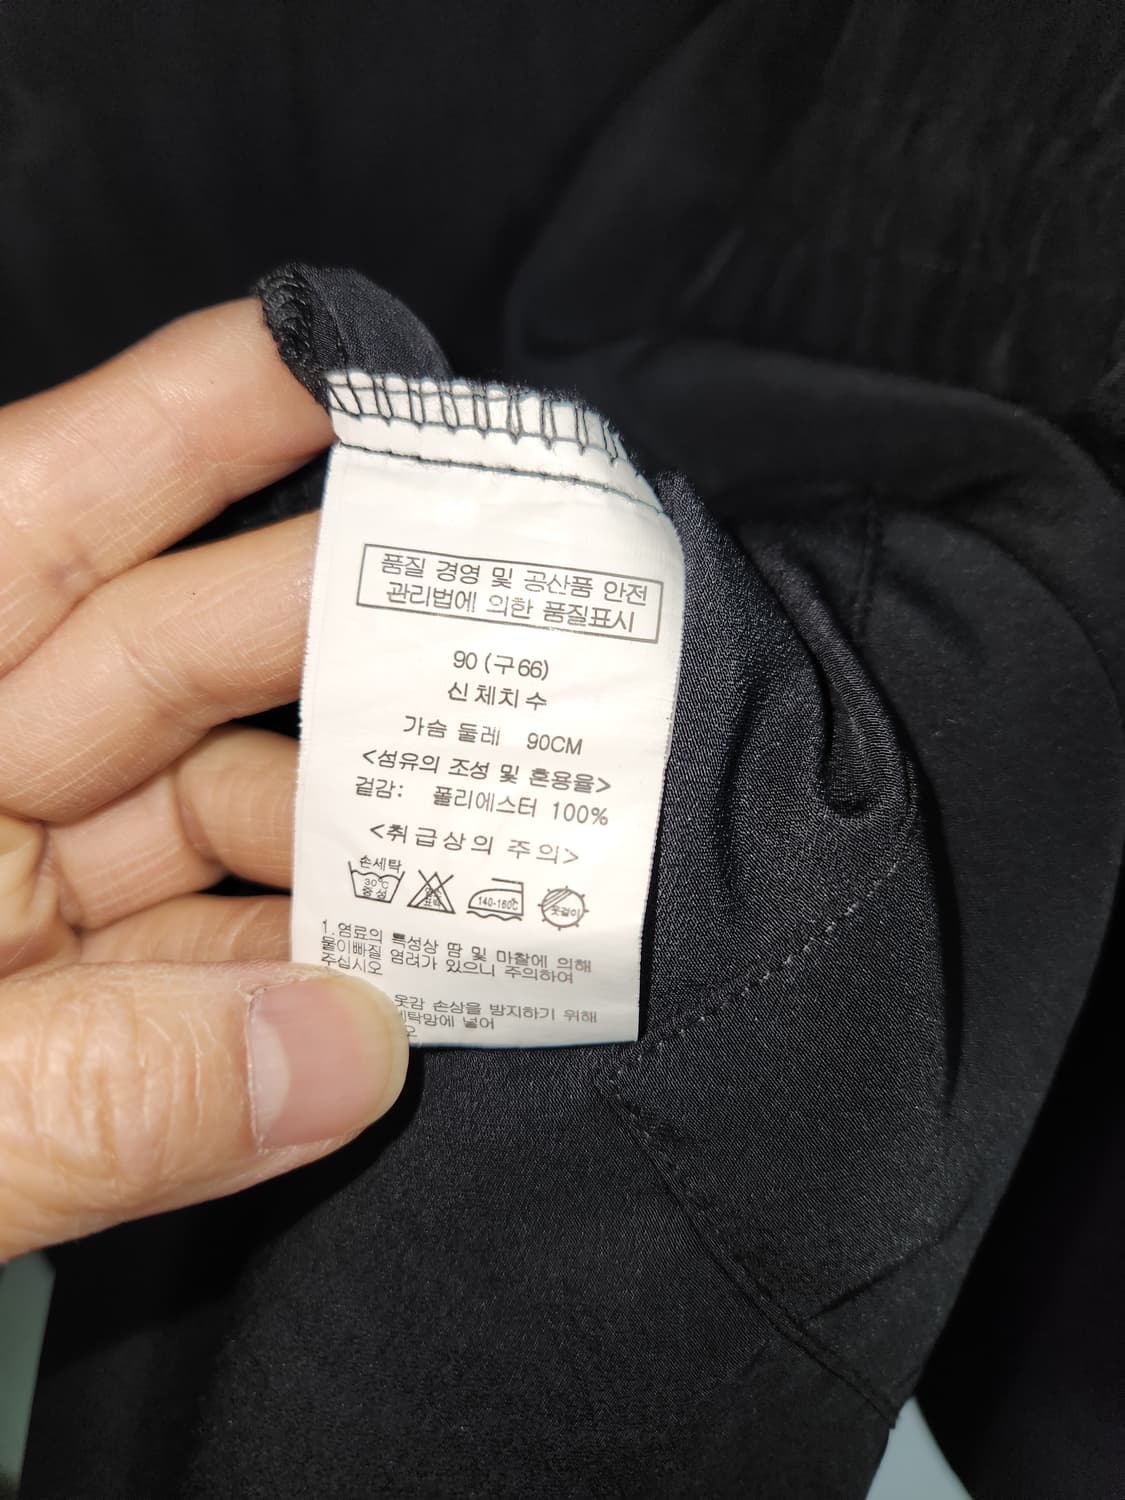 품질 경영 및 공산품 안전
관리법에 의한 품질표시
90 (구66)
신체치수
가슴 둘레 90CM
<섬유의 조성 및 혼용율>
겉감: 폴리에스터 100%
<취급상의 주의>
손세탁
30℃
중성
염소
표백
140-160℃
옷걸이
1.염료의 특성상 땀 및 마찰에 의해
물이빠질 염려가 있으니 주의하여
주십시오
옷감 손상을 방지하기 위해
세탁망에 넣어
오